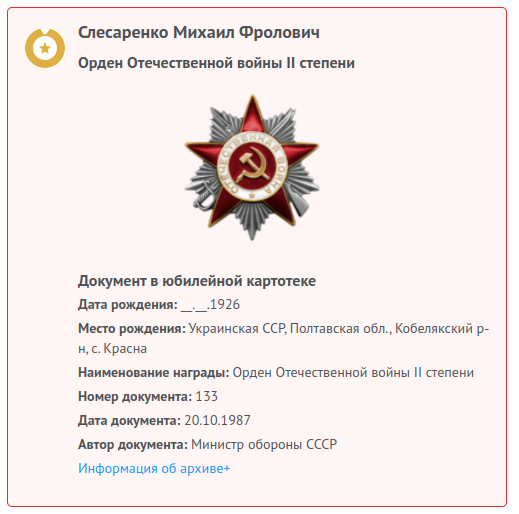 Слесаренко Михаил Фролович
Орден Отечественной войны II степени
ОТЕЧЕСТВЕННАЯ ВОЙНА
Документ в юбилейной картотеке
Дата рождения: __.__.1926
Место рождения: Украинская ССР, Полтавская обл., Кобелякский р-
н, с. Красна
Наименование награды: Орден Отечественной войны II степени
Номер документа: 133
Дата документа: 20.10.1987
Автор документа: Министр обороны СССР
Информация об архиве+